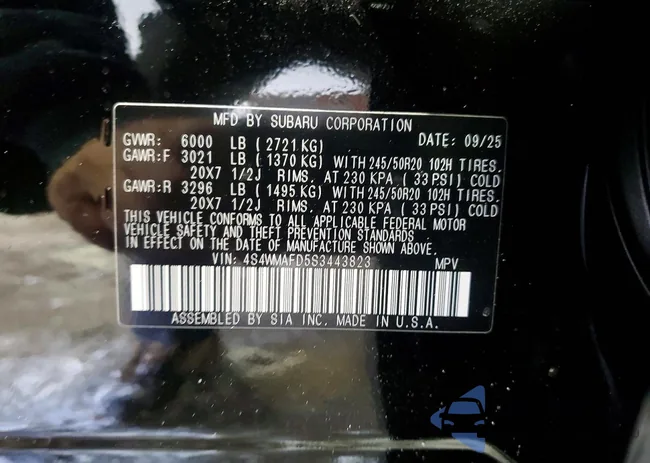 MFD BY SUBARU CORPORATION
GVWR: 6000 LB (2721 KG) DATE: 09/25
GAWR:F 3021 LB (1370 KG) WITH 245/50R20 102H TIRES,
20X7 1/2J RIMS, AT 230 KPA (33 PSI) COLD
GAWR:R 3296 LB (1495 KG) WITH 245/50R20 102H TIRES,
20X7 1/2J RIMS, AT 230 KPA (33 PSI) COLD
THIS VEHICLE CONFORMS TO ALL APPLICABLE FEDERAL MOTOR
VEHICLE SAFETY AND THEFT PREVENTION STANDARDS
IN EFFECT ON THE DATE OF MANUFACTURE SHOWN ABOVE.
VIN: 4S4WMAFD5S3443823 MPV
ASSEMBLED BY SIA INC. MADE IN U.S.A.